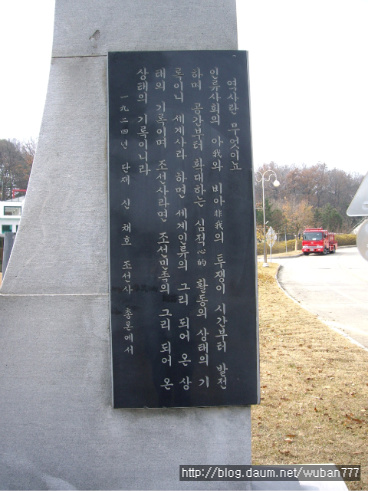 역사란 무엇이뇨
인류사회의 아我와 비아非我의 투쟁이 시간부터 발전
하며 공간부터 확대하는 심적心的 활동의 상태의 기
록이니 세계사라 하면 세계인류의 그리 되어 온 상
태의 기록이며 조선사라면 조선민족의 그리 되어 온
상태의 기록이니라
一九二四년 단재 신채호 조선사 총론에서
http://blog.daum.net/wuban777